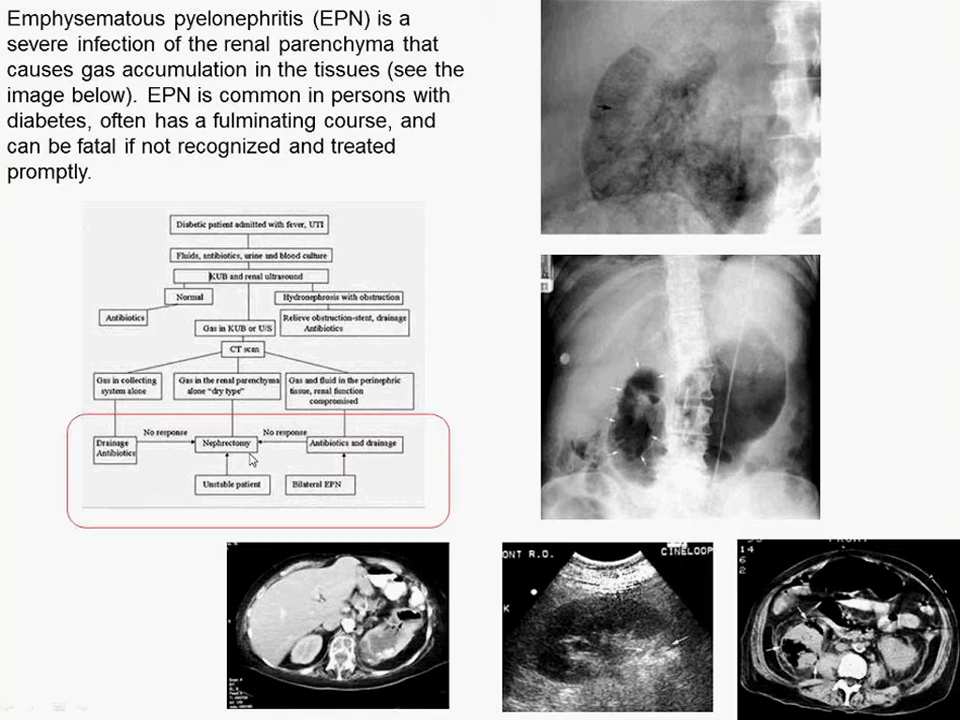 Emphysematous pyelonephritis (EPN) is a
severe infection of the renal parenchyma that
causes gas accumulation in the tissues (see the
image below). EPN is common in persons with
diabetes, often has a fulminating course, and
can be fatal if not recognized and treated
promptly.
Diabetic patient admitted with fever, UTI
Fluids, antibiotics, urine and blood culture
KUB and renal ultrasound
Normal
Hydronephrosis with obstruction
Antibiotics
Relieve obstruction-stent, drainage
Antibiotics
Gas in KUB or U/S
CT scan
Gas in collecting
system alone
Gas in the renal parenchyma
alone "dry type"
Gas and fluid in the perinephric
tissue, renal function
compromised
No response
No response
Drainage
Antibiotics
Nephrectomy
Antibiotics and drainage
Unstable patient
Bilateral EPN
ONT R.O.
CINELOOP
K
14
6
2